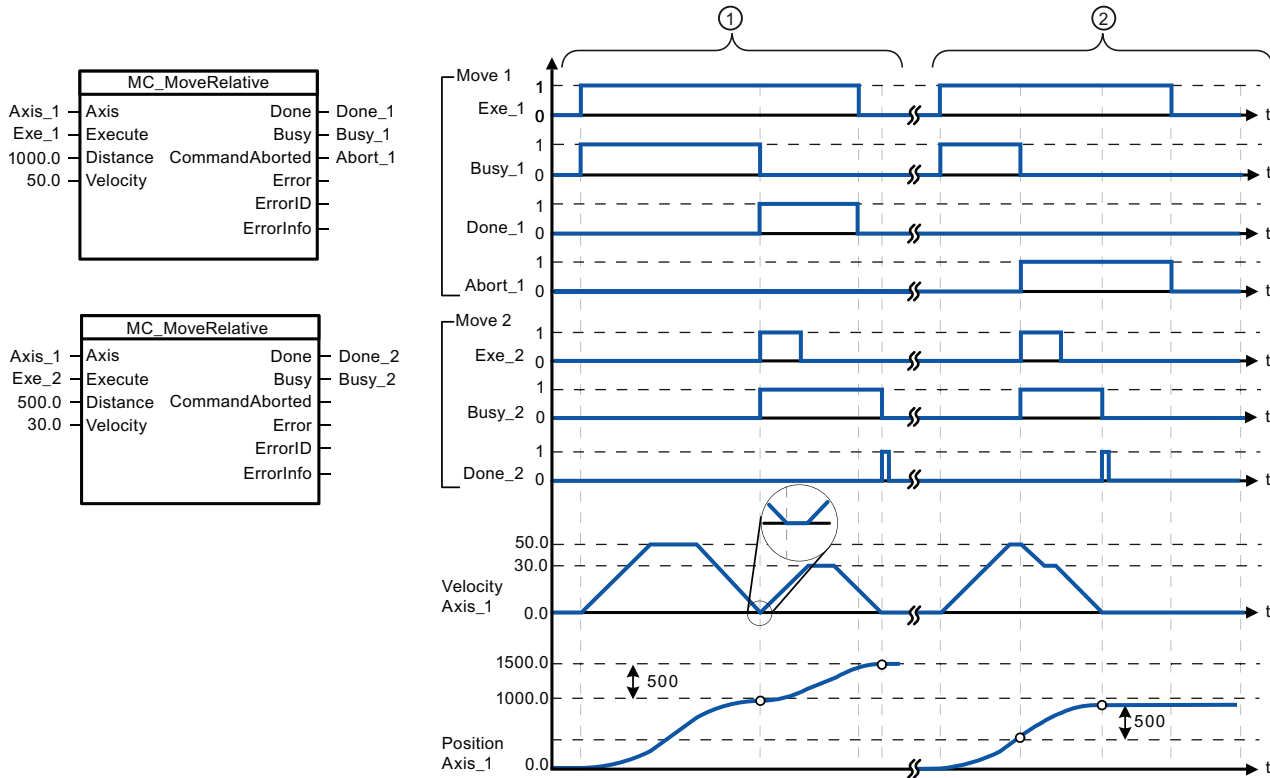 ① ②
MC_MoveRelative
Axis_1 Axis Done Done_1
Exe_1 Execute Busy Busy_1
1000.0 Distance CommandAborted Abort_1
50.0 Velocity Error
ErrorID
ErrorInfo
MC_MoveRelative
Axis_1 Axis Done Done_2
Exe_2 Execute Busy Busy_2
500.0 Distance CommandAborted
30.0 Velocity Error
ErrorID
ErrorInfo
Move 1
1
Exe_1
0 t
1
Busy_1
0 t
1
Done_1
0 t
1
Abort_1
0 t
Move 2
1
Exe_2
0 t
1
Busy_2
0 t
1
Done_2
0 t
50.0
30.0
Velocity
Axis_1
0.0 t
1500.0
500
1000.0
500
Position
Axis_1
0.0 t